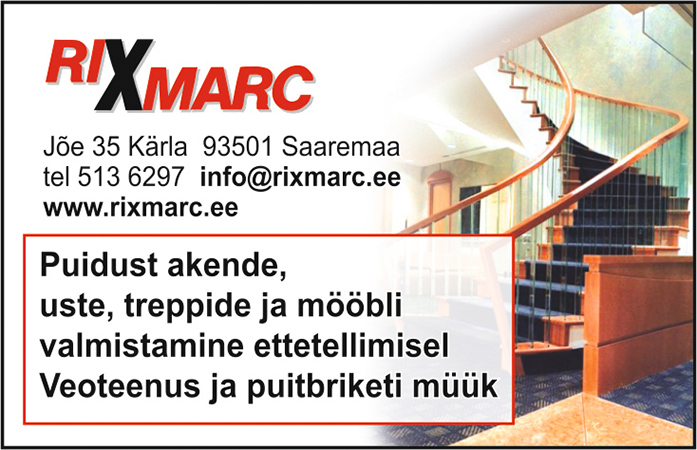 RIXMARC
Jõe 35 Kärla 93501 Saaremaa
tel 513 6297 info@rixmarc.ee
www.rixmarc.ee
Puidust akende,
uste, treppide ja mööbli
valmistamine ettetellimisel
Veoteenus ja puitbriketi müük